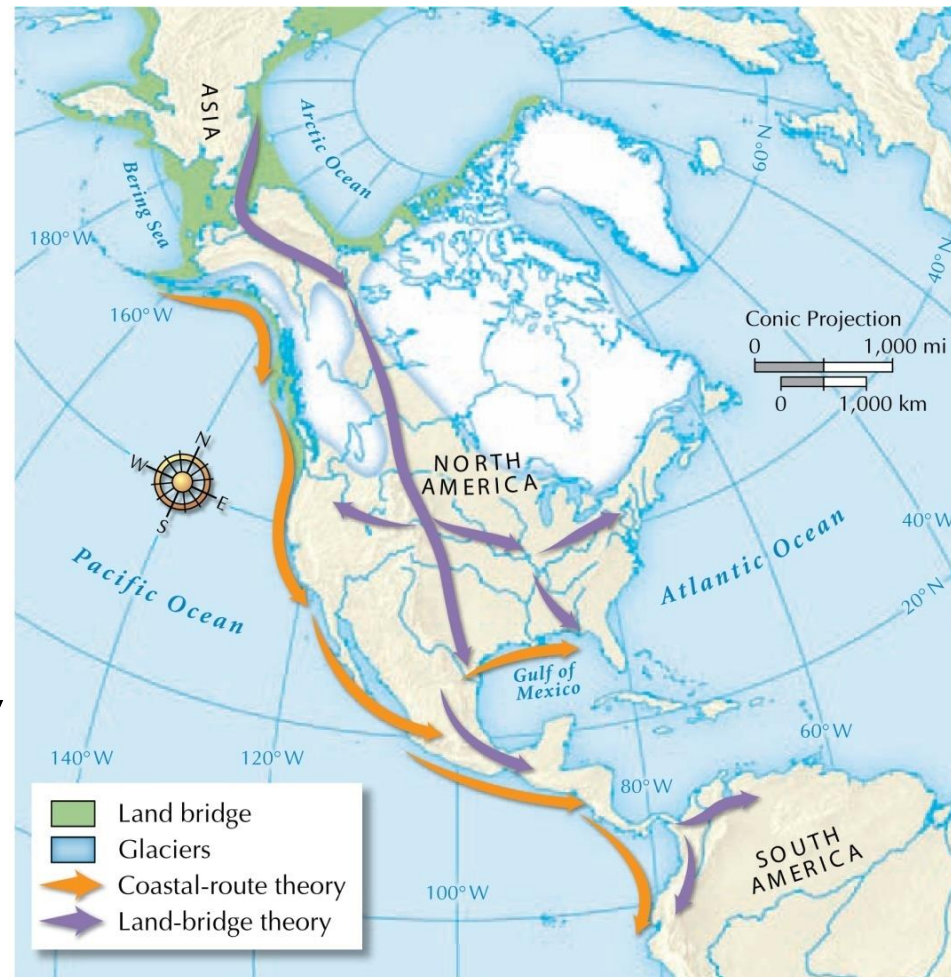 ASIA
Arctic Ocean
Bering Sea
60°N
180°W
40°N
160°W
Conic Projection
0 1,000 mi
0 1,000 km
N
W
E
S
NORTH
AMERICA
Pacific Ocean
Atlantic Ocean
40°W
20°N
Gulf of
Mexico
140°W
120°W
60°W
80°W
100°W
SOUTH
AMERICA
Land bridge
Glaciers
Coastal-route theory
Land-bridge theory